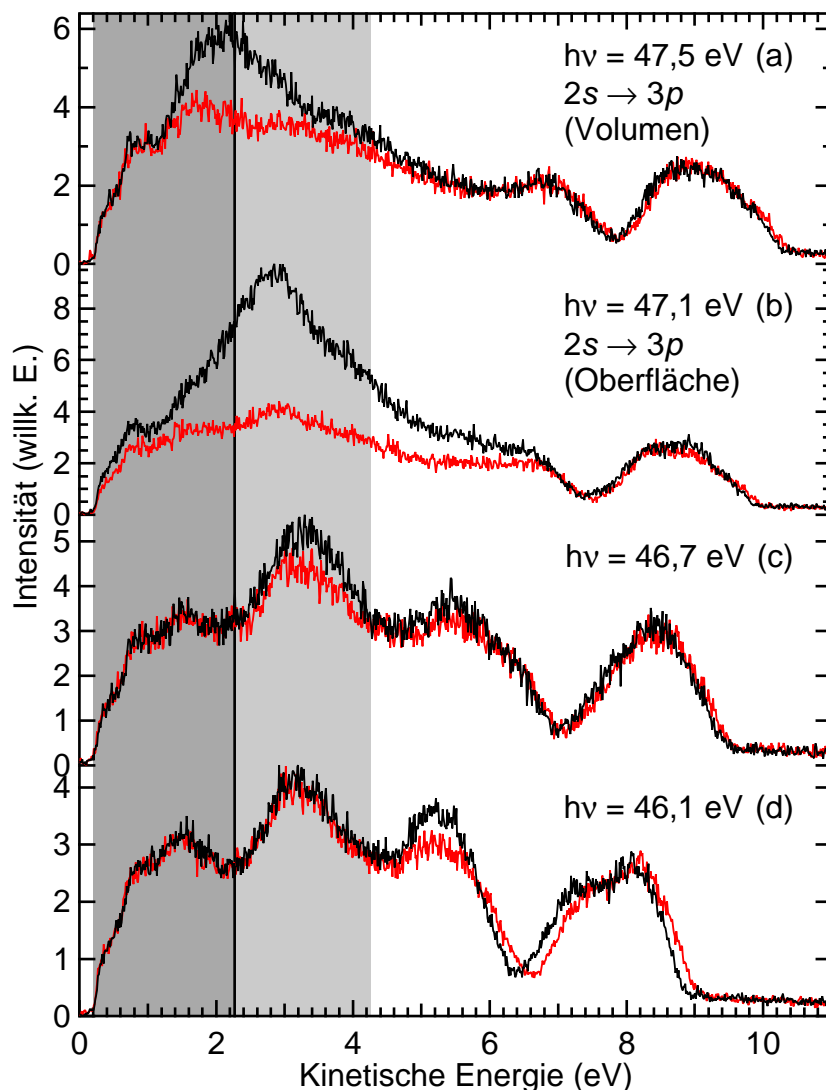 6
4
2
0
hν = 47,5 eV (a)
2s → 3p
(Volumen)
8
6
4
2
0
hν = 47,1 eV (b)
2s → 3p
(Oberfläche)
5
4
3
2
1
0
hν = 46,7 eV (c)
4
3
2
1
0
hν = 46,1 eV (d)
Intensität (willk. E.)
0 2 4 6 8 10
Kinetische Energie (eV)